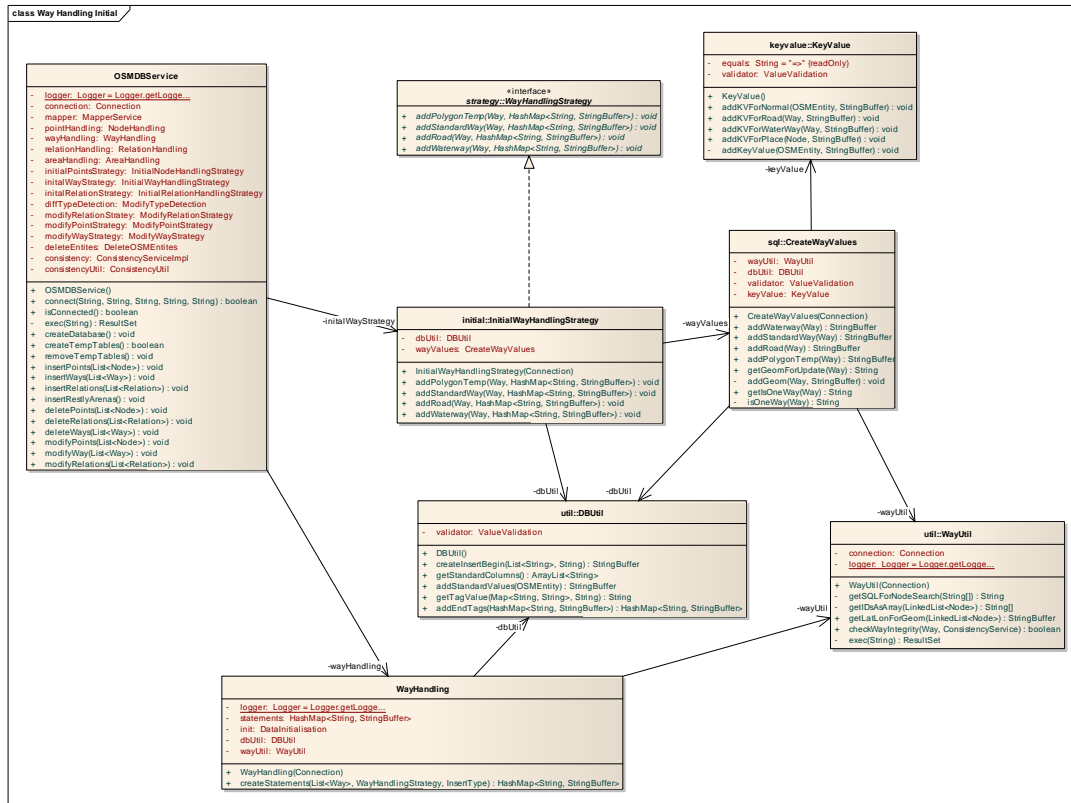 class Way Handling Initial
OSMDBService
- logger: Logger = Logger.getLogge...
- connection: Connection
- mapper: MapperService
- pointHandling: NodeHandling
- wayHandling: WayHandling
- relationHandling: RelationHandling
- areaHandling: AreaHandling
- initialPointsStrategy: InitialNodeHandlingStrategy
- initalWayStrategy: InitialWayHandlingStrategy
- initalRelationStrategy: InitialRelationHandlingStrategy
- diffTypeDetection: ModifyTypeDetection
- modifyRelationStratey: ModifyRelationStrategy
- modifyPointStrategy: ModifyPointStrategy
- modifyWayStrategy: ModifyWayStrategy
- deleteEntites: DeleteOSMEntites
- consistency: ConsistencyServiceImpl
- consistencyUtil: ConsistencyUtil
+ OSMDBService()
+ connect(String, String, String, String, String) : boolean
+ isConnected() : boolean
- exec(String) : ResultSet
+ createDatabase() : void
+ createTempTables() : boolean
+ removeTempTables() : void
+ insertPoints(List<Node>) : void
+ insertWays(List<Way>) : void
+ insertRelations(List<Relation>) : void
+ insertRestlyArenas() : void
+ deletePoints(List<Node>) : void
+ deleteRelations(List<Relation>) : void
+ deleteWays(List<Way>) : void
+ modifyPoints(List<Node>) : void
+ modifyWay(List<Way>) : void
+ modifyRelations(List<Relation>) : void
«interface»
strategy::WayHandlingStrategy
+ addPolygonTemp(Way, HashMap<String, StringBuffer>) : void
+ addStandardWay(Way, HashMap<String, StringBuffer>) : void
+ addRoad(Way, HashMap<String, StringBuffer>) : void
+ addWaterway(Way, HashMap<String, StringBuffer>) : void
keyvalue::KeyValue
- equals: String = "=>" {readOnly}
- validator: ValueValidation
+ KeyValue()
+ addKVForNormal(OSMEntity, StringBuffer) : void
+ addKVForRoad(Way, StringBuffer) : void
+ addKVForWaterWay(Way, StringBuffer) : void
+ addKVForPlace(Node, StringBuffer) : void
- addKeyValue(OSMEntity, StringBuffer) : void
-keyValue
sql::CreateWayValues
- wayUtil: WayUtil
- dbUtil: DBUtil
- validator: ValueValidation
- keyValue: KeyValue
+ CreateWayValues(Connection)
+ addWaterway(Way) : StringBuffer
+ addStandardWay(Way) : StringBuffer
+ addRoad(Way) : StringBuffer
+ addPolygonTemp(Way) : StringBuffer
+ getGeomForUpdate(Way) : String
- addGeom(Way, StringBuffer) : void
+ getIsOneWay(Way) : String
- isOneWay(Way) : String
-initalWayStrategy
initial::InitialWayHandlingStrategy
- dbUtil: DBUtil
- wayValues: CreateWayValues
+ InitialWayHandlingStrategy(Connection)
+ addPolygonTemp(Way, HashMap<String, StringBuffer>) : void
+ addStandardWay(Way, HashMap<String, StringBuffer>) : void
+ addRoad(Way, HashMap<String, StringBuffer>) : void
+ addWaterway(Way, HashMap<String, StringBuffer>) : void
-wayValues
-dbUtil
-dbUtil
util::DBUtil
- validator: ValueValidation
+ DBUtil()
+ createInsertBegin(List<String>, String) : StringBuffer
+ getStandardColumns() : ArrayList<String>
+ addStandardValues(OSMEntity) : StringBuffer
+ getTagValue(Map<String, String>, String) : String
+ addEndTags(HashMap<String, StringBuffer>) : HashMap<String, StringBuffer>
-dbUtil
-wayUtil
util::WayUtil
- connection: Connection
- logger: Logger = Logger.getLogge...
+ WayUtil(Connection)
- getSQLForNodeSearch(String[]) : String
- getIDsAsArray(LinkedList<Node>) : String[]
+ getLatLonForGeom(LinkedList<Node>) : StringBuffer
+ checkWayIntegrity(Way, ConsistencyService) : boolean
- exec(String) : ResultSet
-wayUtil
-wayHandling
WayHandling
- logger: Logger = Logger.getLogge...
- statements: HashMap<String, StringBuffer>
- init: DataInitialisation
- dbUtil: DBUtil
- wayUtil: WayUtil
+ WayHandling(Connection)
+ createStatements(List<Way>, WayHandlingStrategy, InsertType) : HashMap<String, StringBuffer>